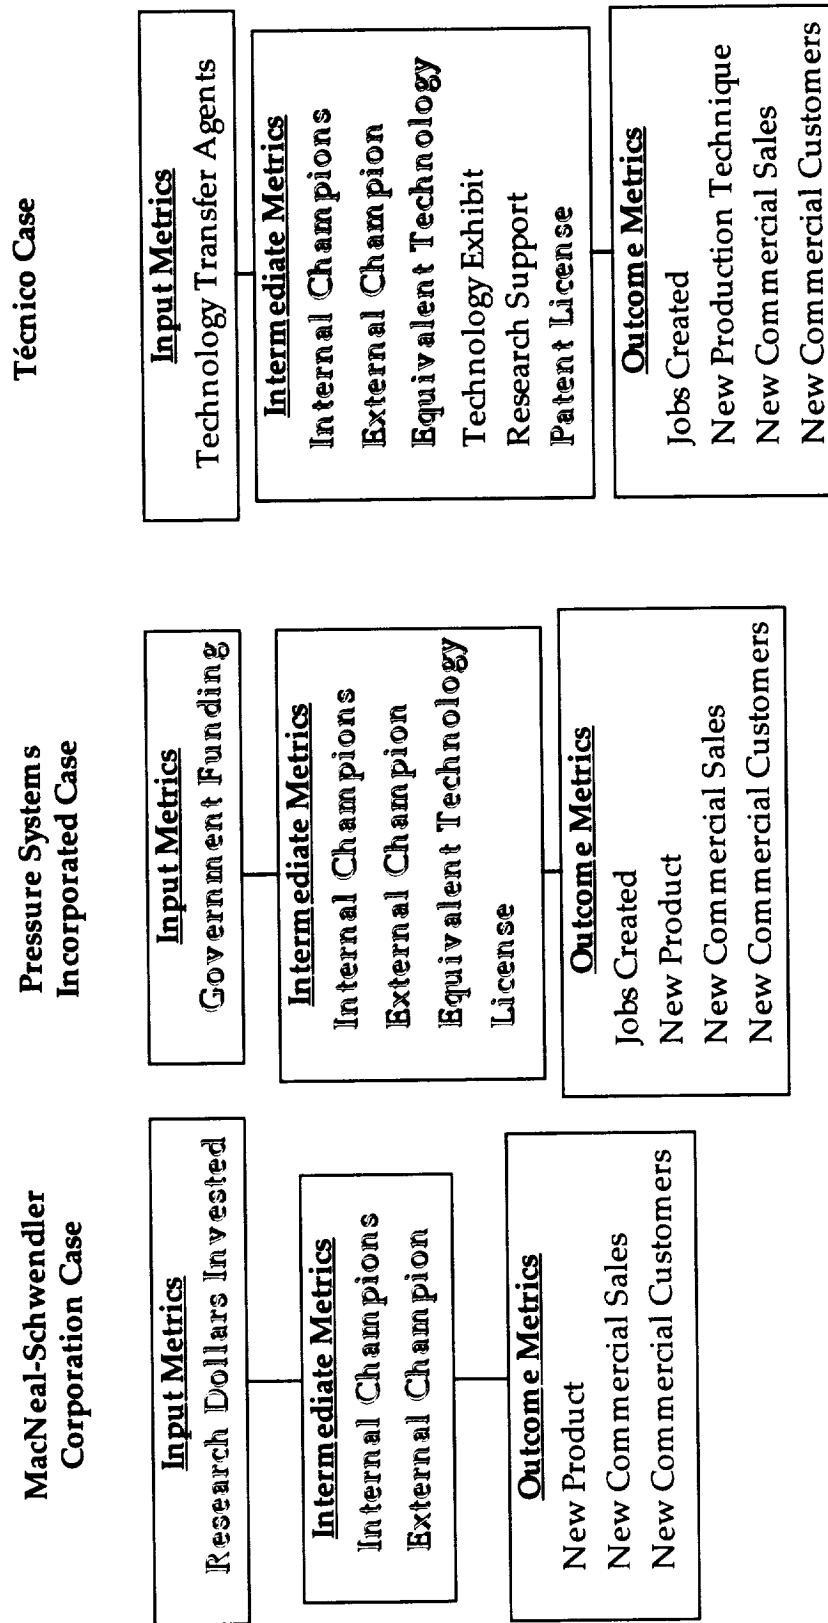 MacNeal-Schwendler
Corporation Case
Input Metrics
Research Dollars Invested
Intermediate Metrics
Internal Champions
External Champion
Outcome Metrics
New Product
New Commercial Sales
New Commercial Customers
Pressure Systems
Incorporated Case
Input Metrics
Government Funding
Intermediate Metrics
Internal Champions
External Champion
Equivalent Technology
License
Outcome Metrics
Jobs Created
New Product
New Commercial Sales
New Commercial Customers
Técnico Case
Input Metrics
Technology Transfer Agents
Intermediate Metrics
Internal Champions
External Champion
Equivalent Technology
Technology Exhibit
Research Support
Patent License
Outcome Metrics
Jobs Created
New Production Technique
New Commercial Sales
New Commercial Customers